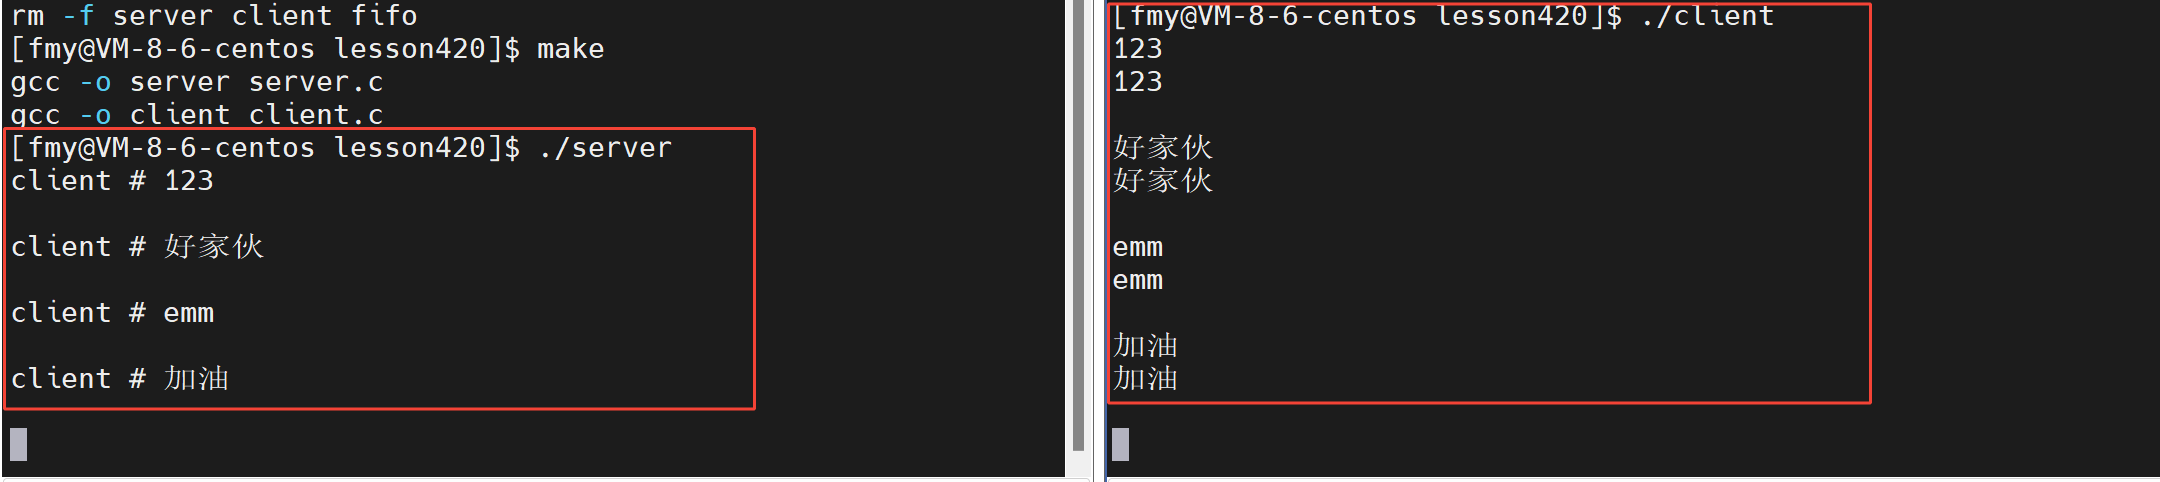 rm -f server client fifo
[fmy@VM-8-6-centos lesson420]$ make
gcc -o server server.c
gcc -o client client.c
[fmy@VM-8-6-centos lesson420]$ ./server
client # 123
client # 好家伙
client # emm
client # 加油
[fmy@VM-8-6-centos lesson420]$ ./client
123
123
好家伙
好家伙
emm
emm
加油
加油